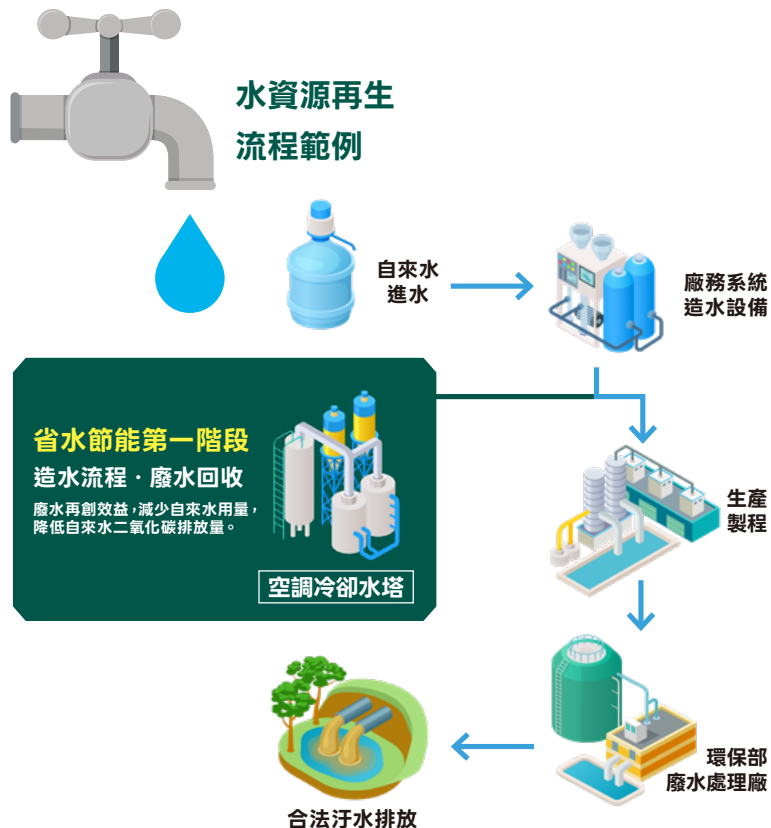 水資源再生
流程範例
自來水
進水
廠務系統
造水設備
省水節能第一階段
造水流程・廢水回收
廢水再創效益，減少自來水用量，
降低自來水二氧化碳排放量。
空調冷卻水塔
生產
製程
環保部
廢水處理廠
合法汙水排放